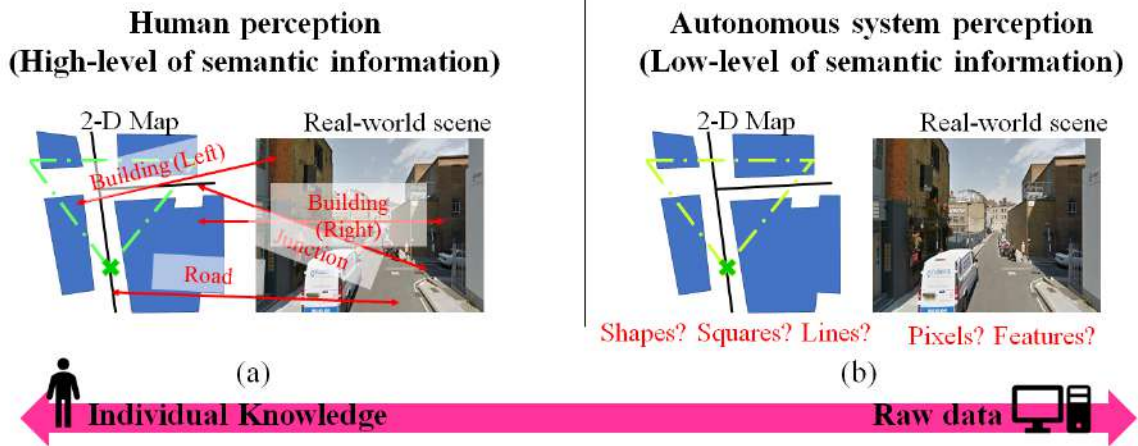 Human perception
(High-level of semantic information)
2-D Map
Real-world scene
Building (Left)
Building
(Right)
Junction
Road
(a)
Autonomous system perception
(Low-level of semantic information)
2-D Map
Real-world scene
Shapes? Squares? Lines?
Pixels? Features?
(b)
Individual Knowledge
Raw data